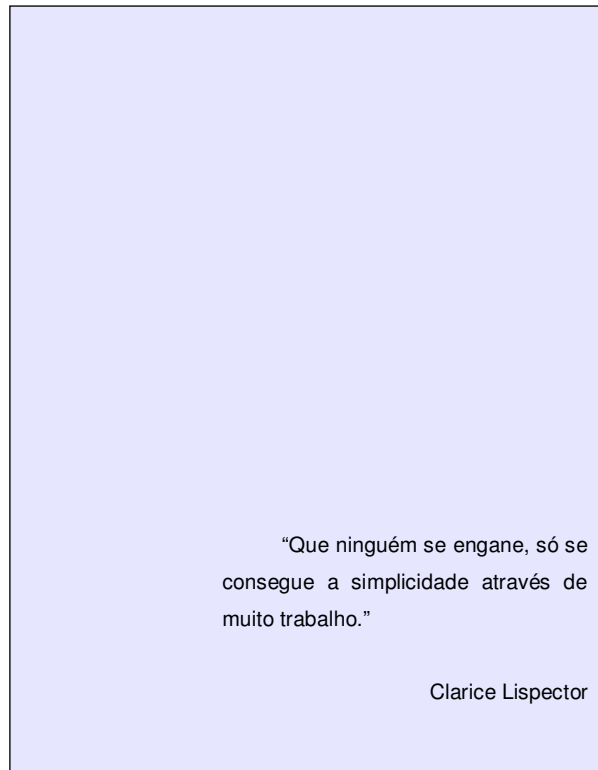 “Que ninguém se engane, só se
consegue a simplicidade através de
muito trabalho.”
Clarice Lispector